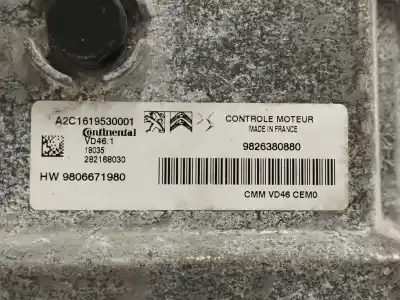 A2C1619530001
Continental
VD46.1
18035
282168030
HW 9806671980
CONTROLE MOTEUR
MADE IN FRANCE
9826380880
CMM VD46 CEM0